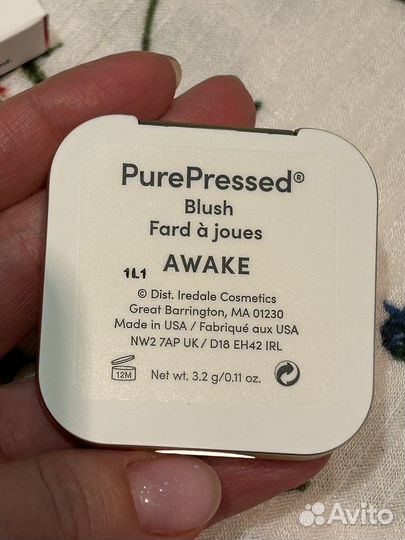 PurePressed®
Blush
Fard à joues
AWAKE
1L1
© Dist. Iredale Cosmetics
Great Barrington, MA 01230
Made in USA / Fabriqué aux USA
NW2 7AP UK / D18 EH42 IRL
12M Net wt. 3.2 g/0.11 oz.
Avito